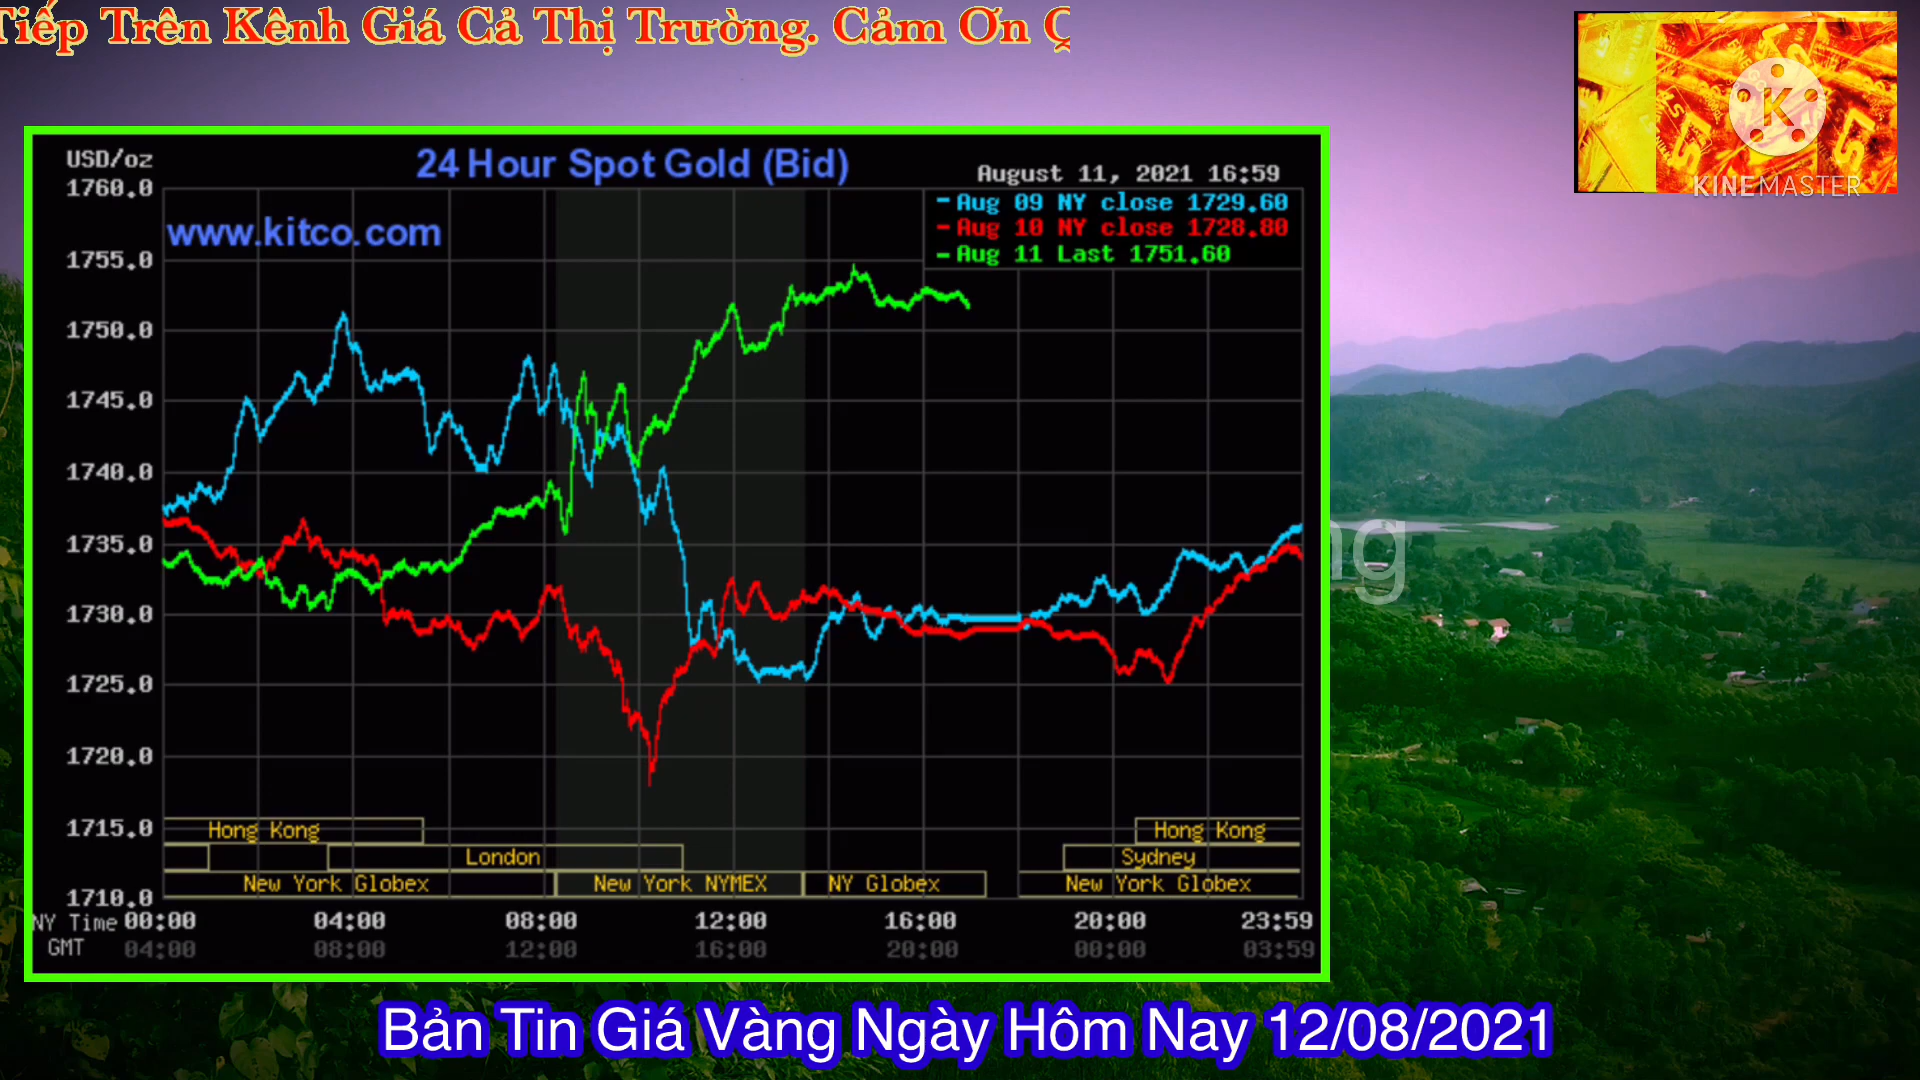 Tiếp Trên Kênh Giá Cả Thị Trường. Cảm Ơn Q
KINEMASTER
USD/oz
24 Hour Spot Gold (Bid)
August 11, 2021 16:59
1760.0
Aug 09 NY close 1729.60
Aug 10 NY close 1728.80
Aug 11 Last 1751.60
www.kitco.com
1755.0
1750.0
1745.0
1740.0
1735.0
ng
1730.0
1725.0
1720.0
1715.0
Hong Kong
Hong Kong
London
Sydney
New York Globex
New York NYMEX
NY Globex
New York Globex
1710.0
NY Time 00:00 04:00 08:00 12:00 16:00 20:00 23:59
GMT 04:00 08:00 12:00 16:00 20:00 00:00 03:59
Bản Tin Giá Vàng Ngày Hôm Nay 12/08/2021